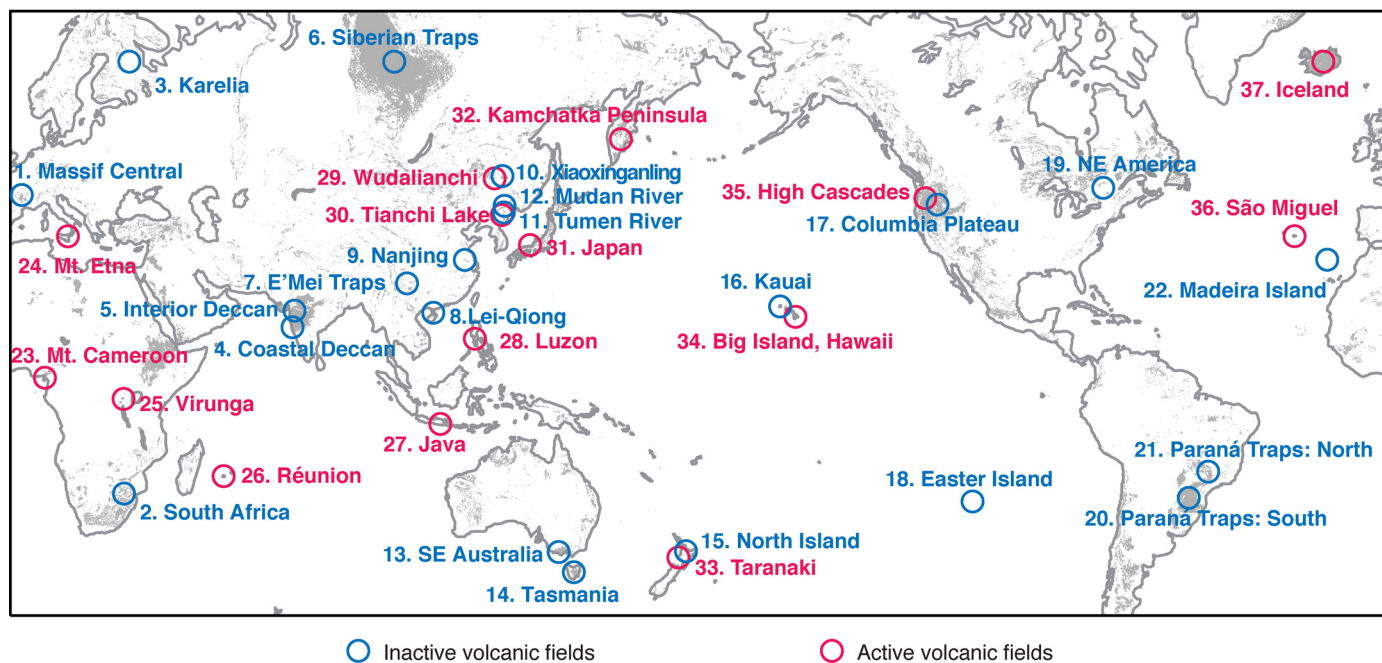 6. Siberian Traps
3. Karelia
37. Iceland
32. Kamchatka Peninsula
1. Massif Central
29. Wudalianchi
10. Xiaoxinganling
12. Mudan River
30. Tianchi Lake
11. Tumen River
19. NE America
35. High Cascades
17. Columbia Plateau
36. São Miguel
24. Mt. Etna
9. Nanjing
31. Japan
7. E'Mei Traps
16. Kauai
22. Madeira Island
5. Interior Deccan
8.Lei-Qiong
4. Coastal Deccan
28. Luzon
34. Big Island, Hawaii
23. Mt. Cameroon
25. Virunga
27. Java
21. Paraná Traps: North
26. Réunion
18. Easter Island
2. South Africa
20. Paraná Traps: South
13. SE Australia
15. North Island
33. Taranaki
14. Tasmania
Inactive volcanic fields
Active volcanic fields